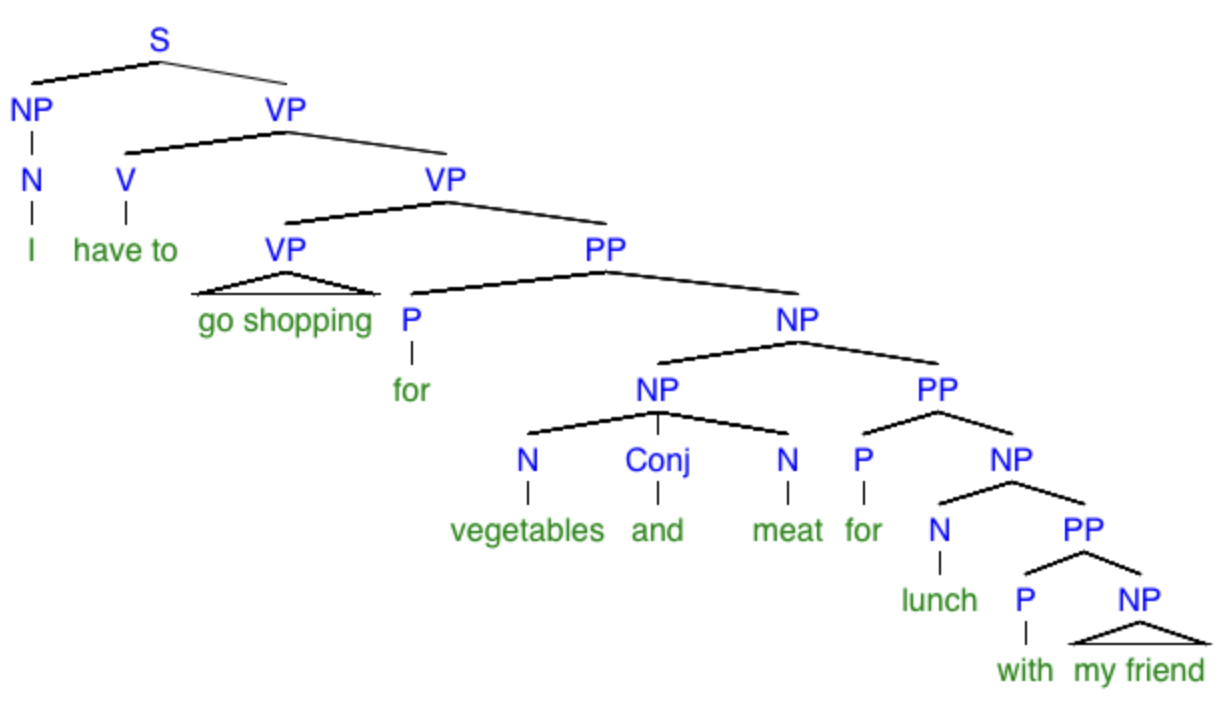 S
NP VP
N V VP
I have to VP PP
go shopping P NP
for NP PP
N Conj N P NP
vegetables and meat for N PP
lunch P NP
with my friend